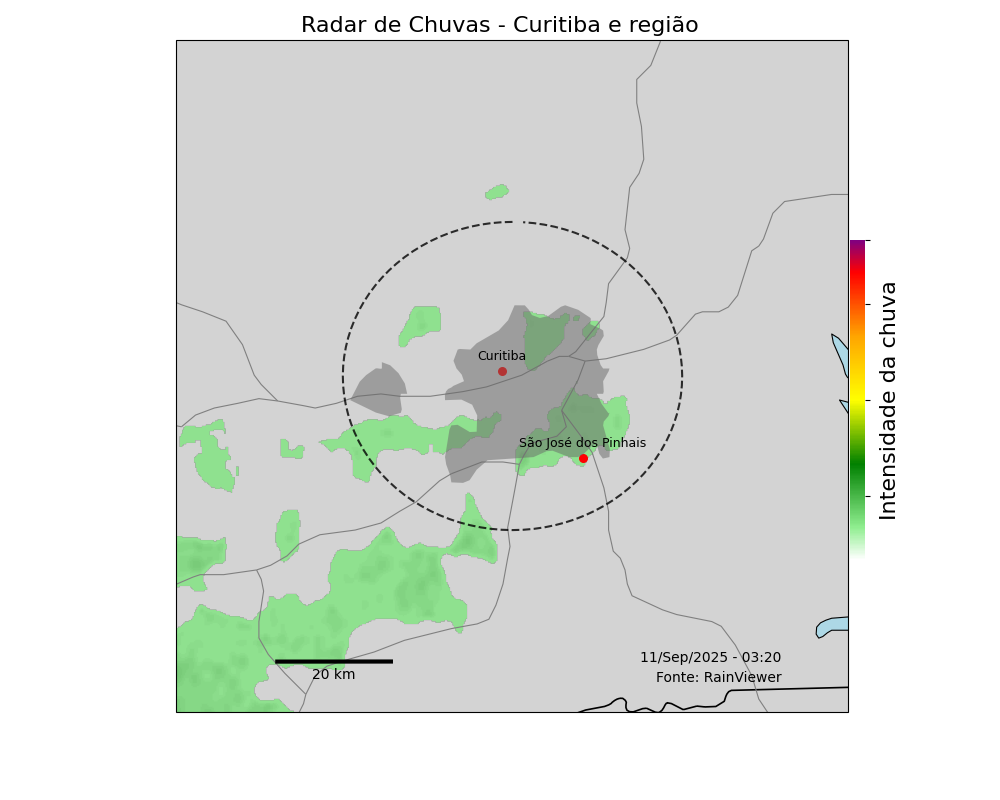 Radar de Chuvas - Curitiba e região
Curitiba
São José dos Pinhais
Intensidade da chuva
11/Sep/2025 - 03:20
Fonte: RainViewer
20 km